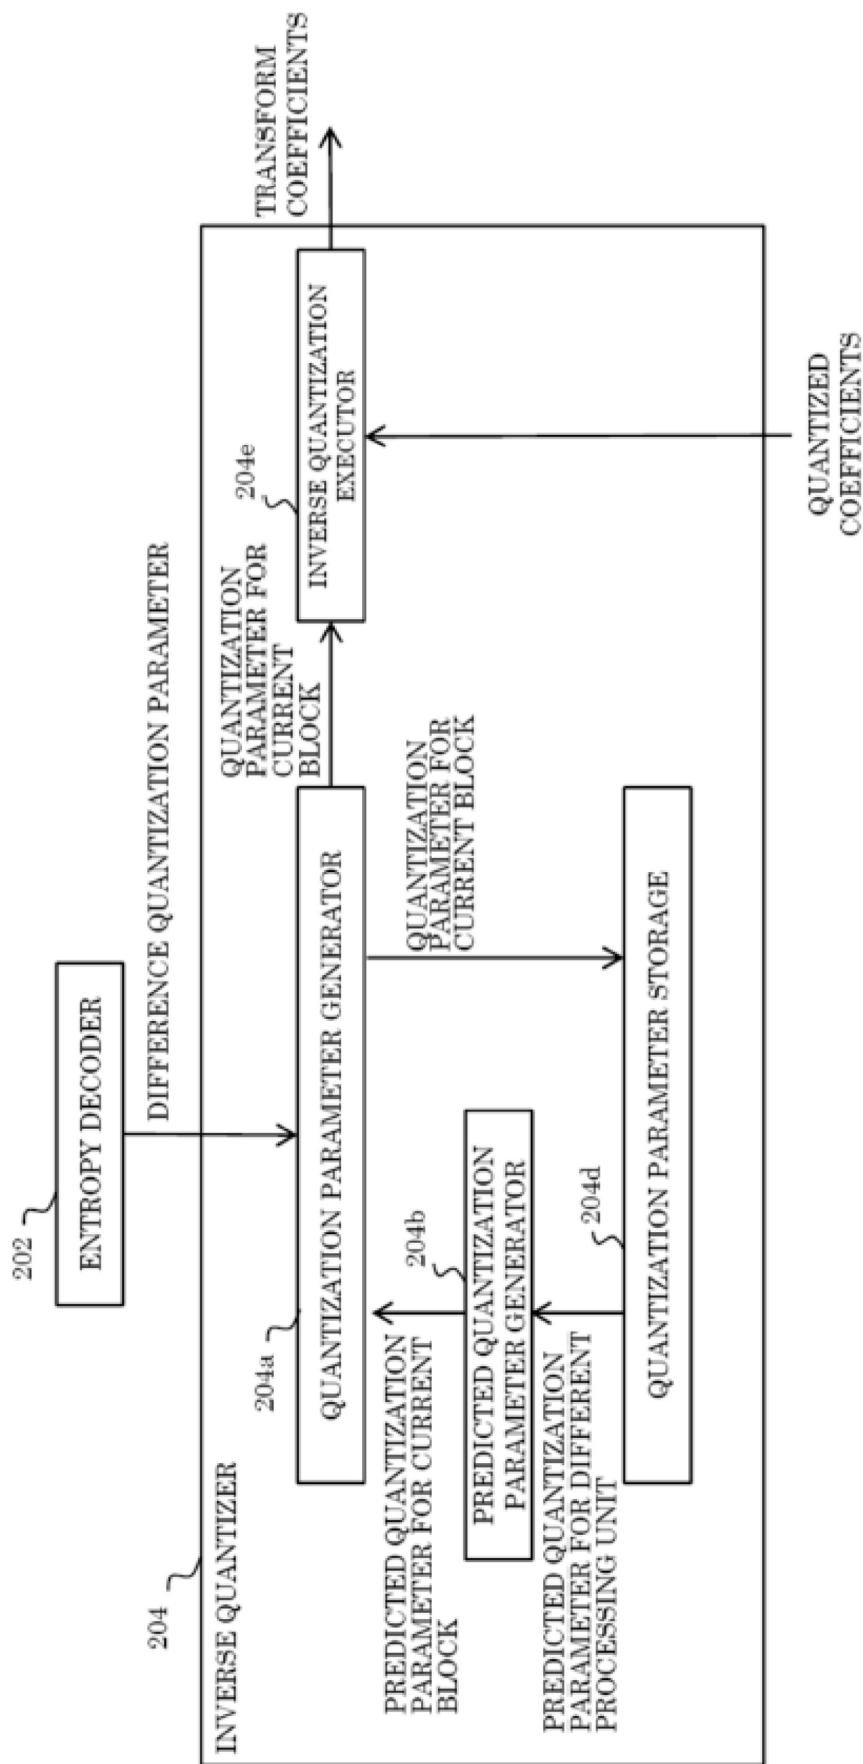 202
ENTROPY DECODER
DIFFERENCE QUANTIZATION PARAMETER
204
INVERSE QUANTIZER
204a
QUANTIZATION PARAMETER GENERATOR
QUANTIZATION
PARAMETER FOR
CURRENT
BLOCK
204e
INVERSE QUANTIZATION
EXECUTOR
TRANSFORM
COEFFICIENTS
PREDICTED QUANTIZATION
PARAMETER FOR CURRENT
BLOCK
204b
PREDICTED QUANTIZATION
PARAMETER GENERATOR
QUANTIZATION
PARAMETER FOR
CURRENT BLOCK
PREDICTED QUANTIZATION
PARAMETER FOR DIFFERENT
PROCESSING UNIT
204d
QUANTIZATION PARAMETER STORAGE
QUANTIZED
COEFFICIENTS